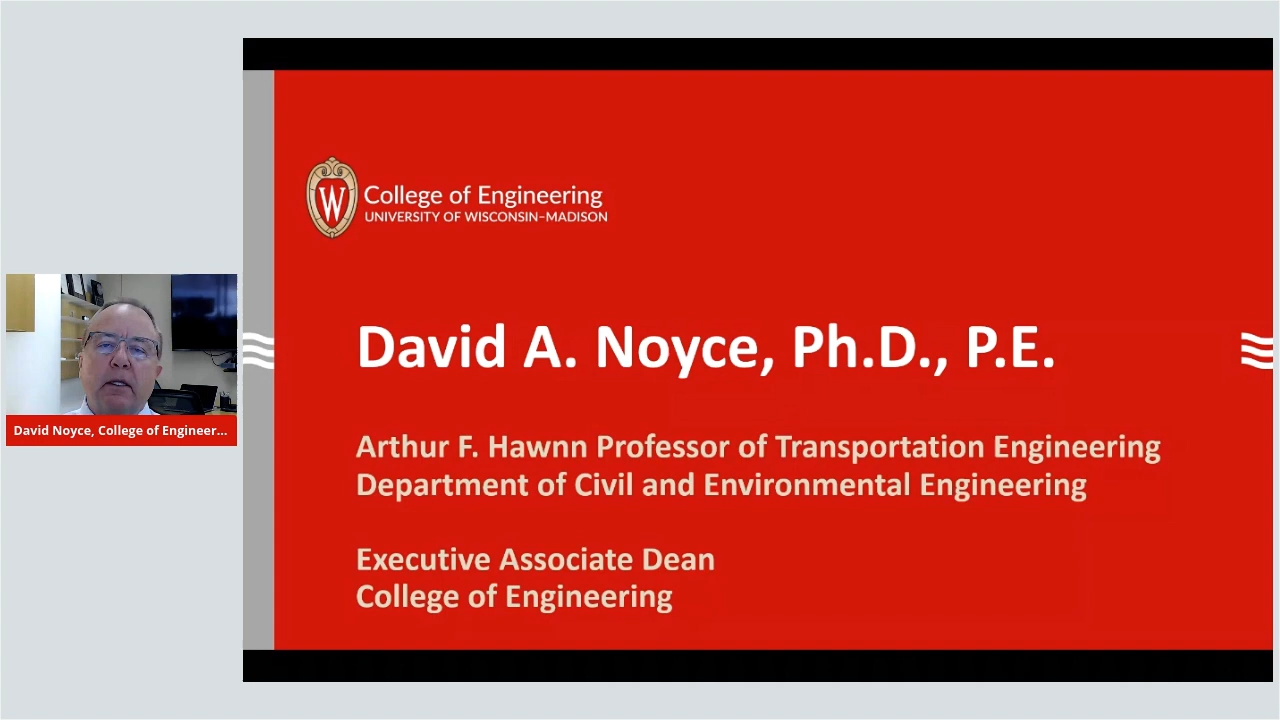 W
College of Engineering
UNIVERSITY OF WISCONSIN–MADISON
David A. Noyce, Ph.D., P.E.
Arthur F. Hawnn Professor of Transportation Engineering
Department of Civil and Environmental Engineering
Executive Associate Dean
College of Engineering
David Noyce, College of Engineer...